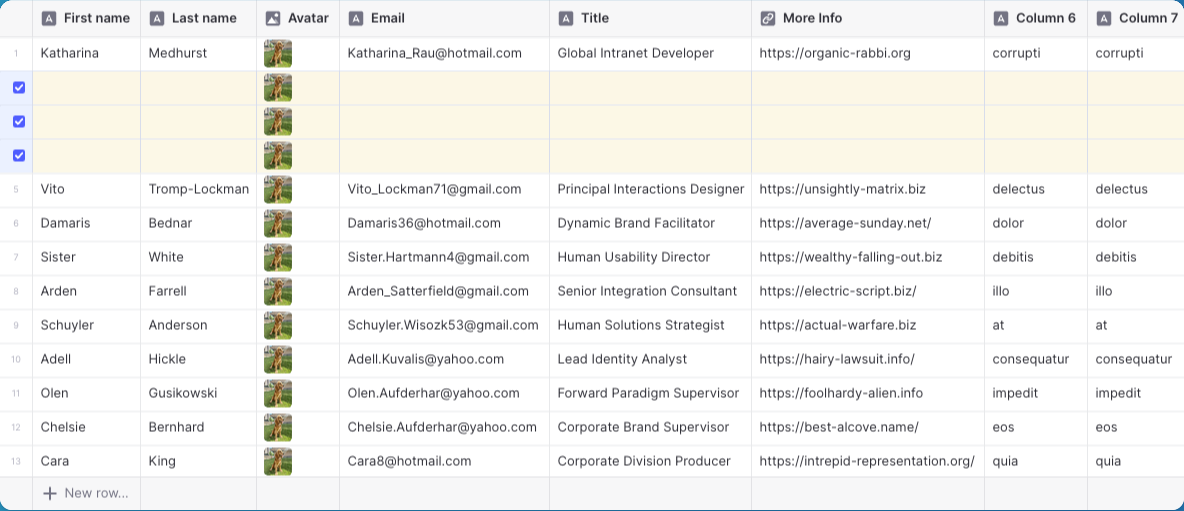 First name Last name Avatar Email Title More Info Column 6 Column 7
1 Katharina Medhurst Katharina_Rau@hotmail.com Global Intranet Developer https://organic-rabbi.org corrupti corrupti
5 Vito Tromp-Lockman Vito_Lockman71@gmail.com Principal Interactions Designer https://unsightly-matrix.biz delectus delectus
6 Damaris Bednar Damaris36@hotmail.com Dynamic Brand Facilitator https://average-sunday.net/ dolor dolor
7 Sister White Sister.Hartmann4@gmail.com Human Usability Director https://wealthy-falling-out.biz debitis debitis
8 Arden Farrell Arden_Satterfield@gmail.com Senior Integration Consultant https://electric-script.biz/ illo illo
9 Schuyler Anderson Schuyler.Wisozk53@gmail.com Human Solutions Strategist https://actual-warfare.biz at at
10 Adell Hickle Adell.Kuvalis@yahoo.com Lead Identity Analyst https://hairy-lawsuit.info/ consequatur consequatur
11 Olen Gusikowski Olen.Aufderhar@yahoo.com Forward Paradigm Supervisor https://foolhardy-alien.info impedit impedit
12 Chelsie Bernhard Chelsie.Aufderhar@yahoo.com Corporate Brand Supervisor https://best-alcove.name/ eos eos
13 Cara King Cara8@hotmail.com Corporate Division Producer https://intrepid-representation.org/ quia quia
New row...